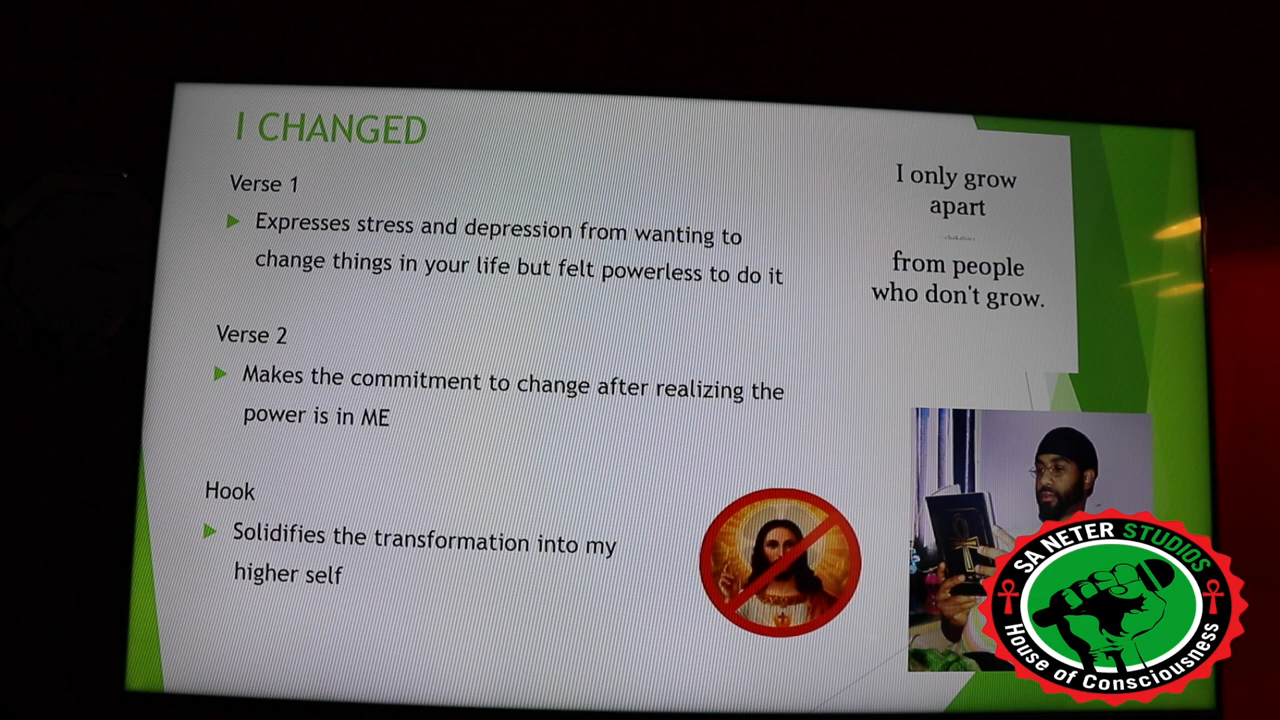 I CHANGED
Verse 1
Expresses stress and depression from wanting to
change things in your life but felt powerless to do it
Verse 2
Makes the commitment to change after realizing the
power is in ME
Hook
Solidifies the transformation into my
higher self
I only grow
apart
from people
who don't grow.
SA NETER STUDIOS
House of Consciousness